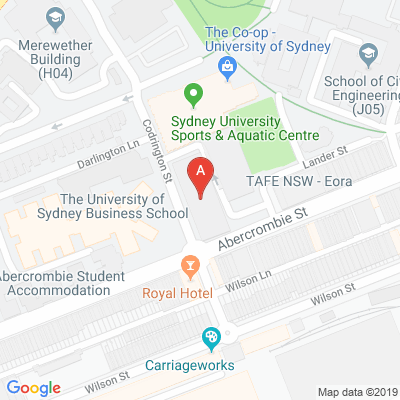 Merewether
Building
(H04)
The Co-op -
University of Sydney
School of Ci
Engineering
(J05)
Sydney University
Sports & Aquatic Centre
Codrington St
Darlington Ln
Lander St
A
TAFE NSW - Eora
The University of
Sydney Business School
Abercrombie St
Abercrombie Student
Accommodation
Royal Hotel
Wilson Ln
Wilson St
Carriageworks
Wilson St
Google
Map data ©2019